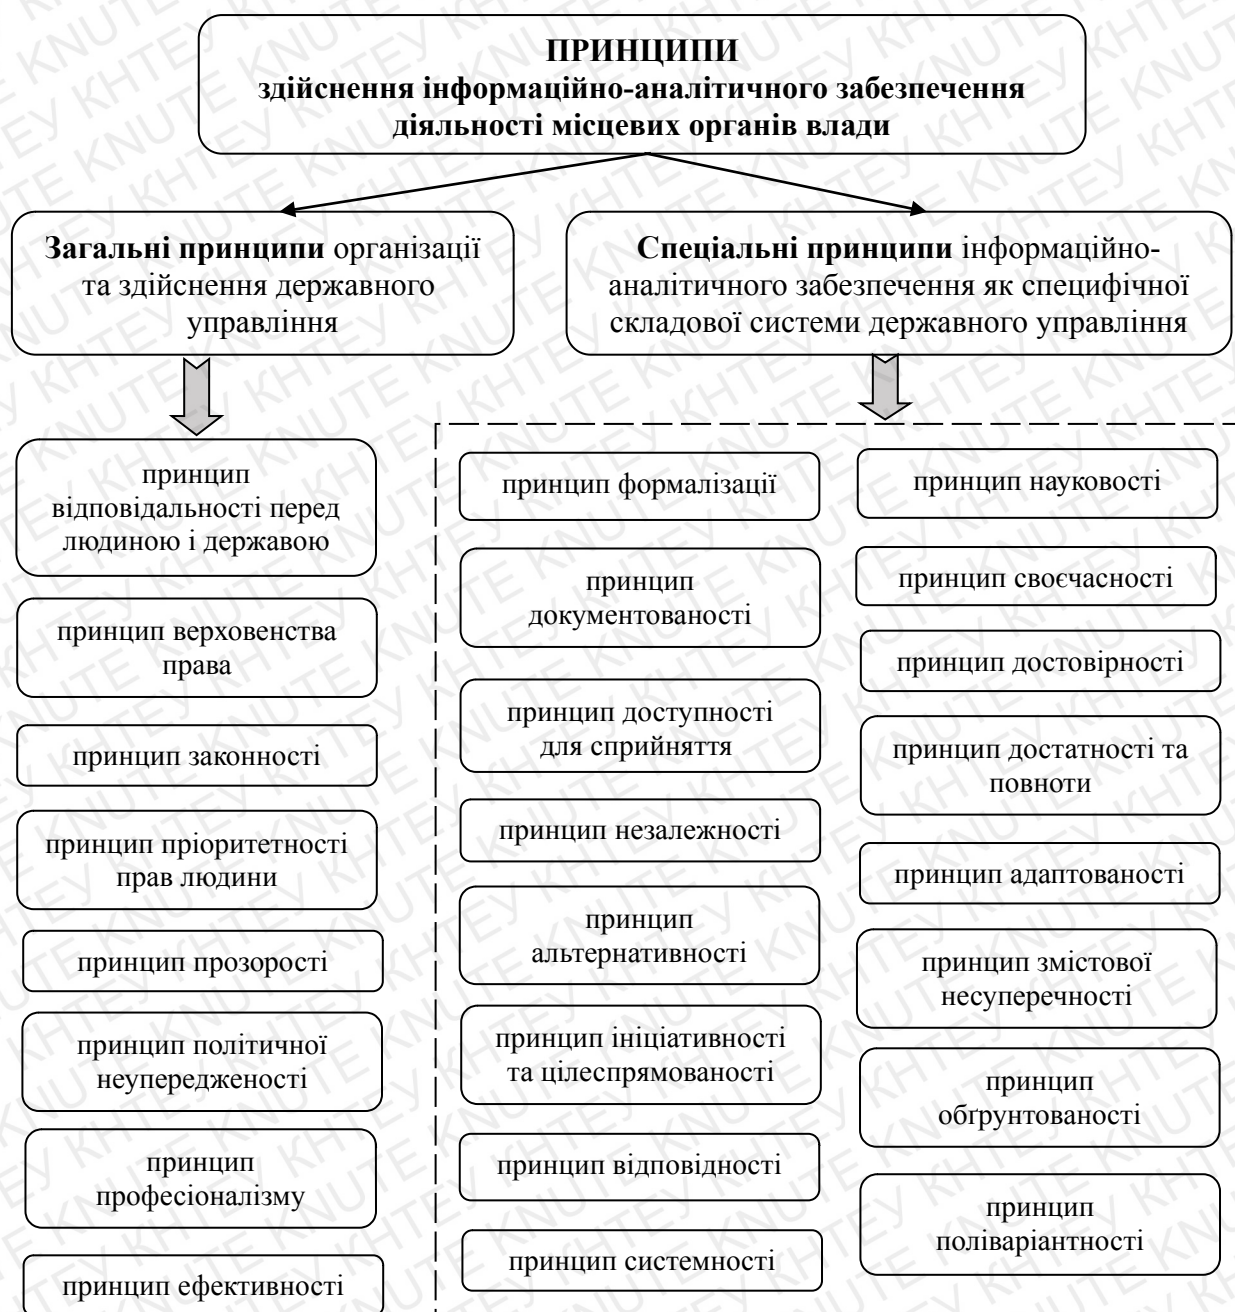 ПРИНЦИПИ
здійснення інформаційно-аналітичного забезпечення
діяльності місцевих органів влади
Загальні принципи організації
та здійснення державного
управління
Спеціальні принципи інформаційно-
аналітичного забезпечення як специфічної
складової системи державного управління
принцип
відповідальності перед
людиною і державою
принцип верховенства
права
принцип законності
принцип пріоритетності
прав людини
принцип прозорості
принцип політичної
неупередженості
принцип
професіоналізму
принцип ефективності
принцип формалізації
принцип
документованості
принцип доступності
для сприйняття
принцип незалежності
принцип
альтернативності
принцип ініціативності
та цілеспрямованості
принцип відповідності
принцип системності
принцип науковості
принцип своєчасності
принцип достовірності
принцип достатності та
повноти
принцип адаптованості
принцип змістової
несуперечності
принцип
обґрунтованості
принцип
поліваріантності